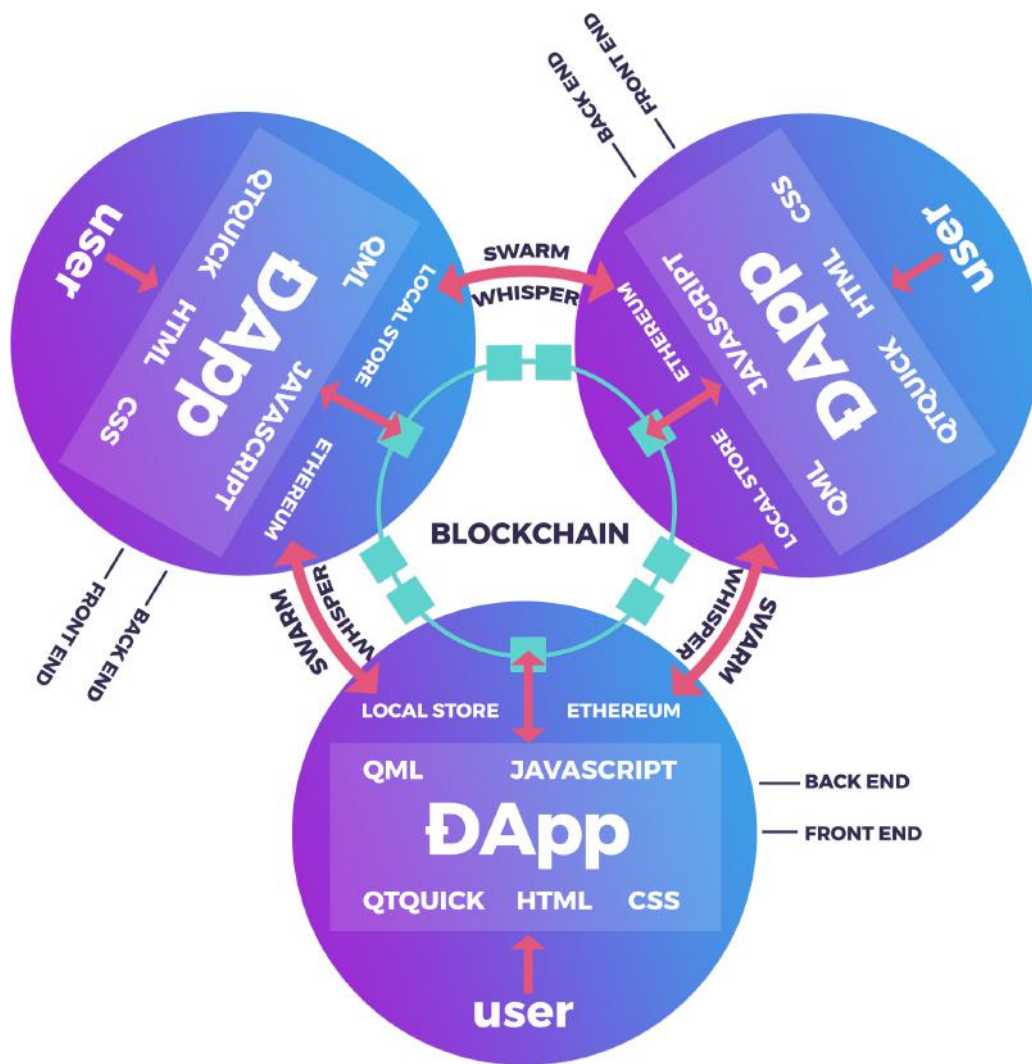 FRONT END
BACK END
user
QTQUICK
HTML
CSS
ĐApp
QML
JAVASCRIPT
LOCAL STORE
ETHEREUM
FRONT END
BACK END
SWARM
WHISPER
user
CSS
HTML
QTQUICK
ĐApp
JAVASCRIPT
QML
ETHEREUM
LOCAL STORE
BLOCKCHAIN
SWARM
WHISPER
WHISPER
SWARM
LOCAL STORE ETHEREUM
QML JAVASCRIPT
ĐApp
QTQUICK HTML CSS
user
BACK END
FRONT END